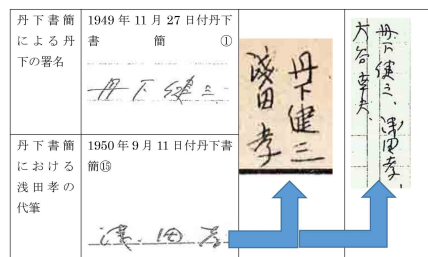 丹下書簡
による丹
下の署名
1949年11月27日付丹下
書簡①
丹下健三
丹下健三
浅田孝
丹下健三、浅田孝、
大谷幸夫、
丹下書簡
における
浅田孝の
代筆
1950年9月11日付丹下書
簡⑮
浅田孝